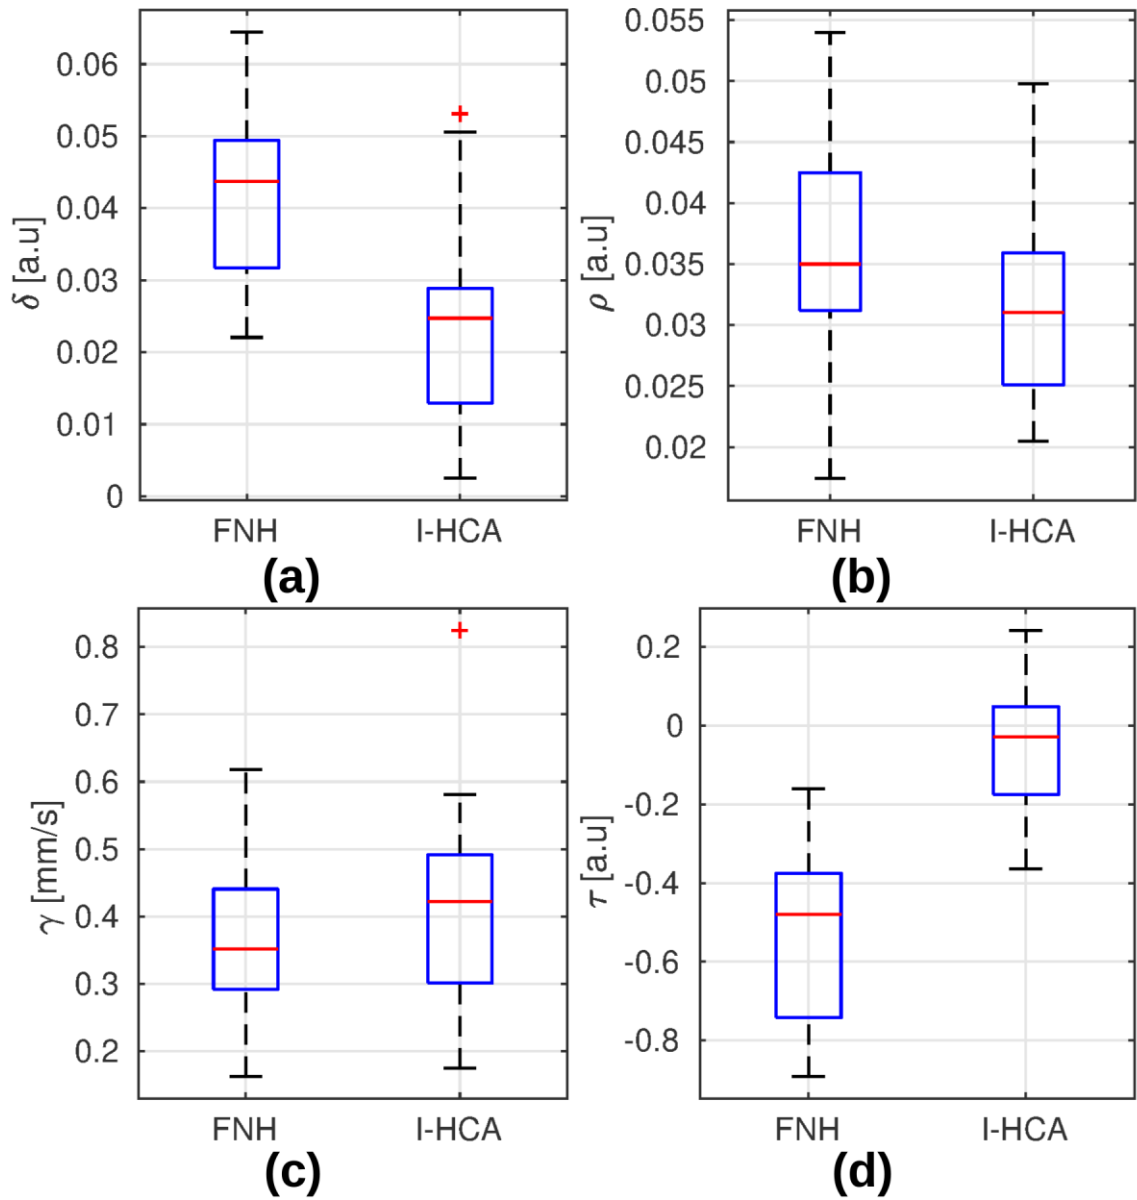 0.06
0.05
0.04
0.03
0.02
0.01
0
δ [a.u]
FNH
I-HCA
(a)
0.055
0.05
0.045
0.04
0.035
0.03
0.025
0.02
ρ [a.u]
FNH
I-HCA
(b)
0.8
0.7
0.6
0.5
0.4
0.3
0.2
γ [mm/s]
FNH
I-HCA
(c)
0.2
0
-0.2
-0.4
-0.6
-0.8
τ [a.u]
FNH
I-HCA
(d)